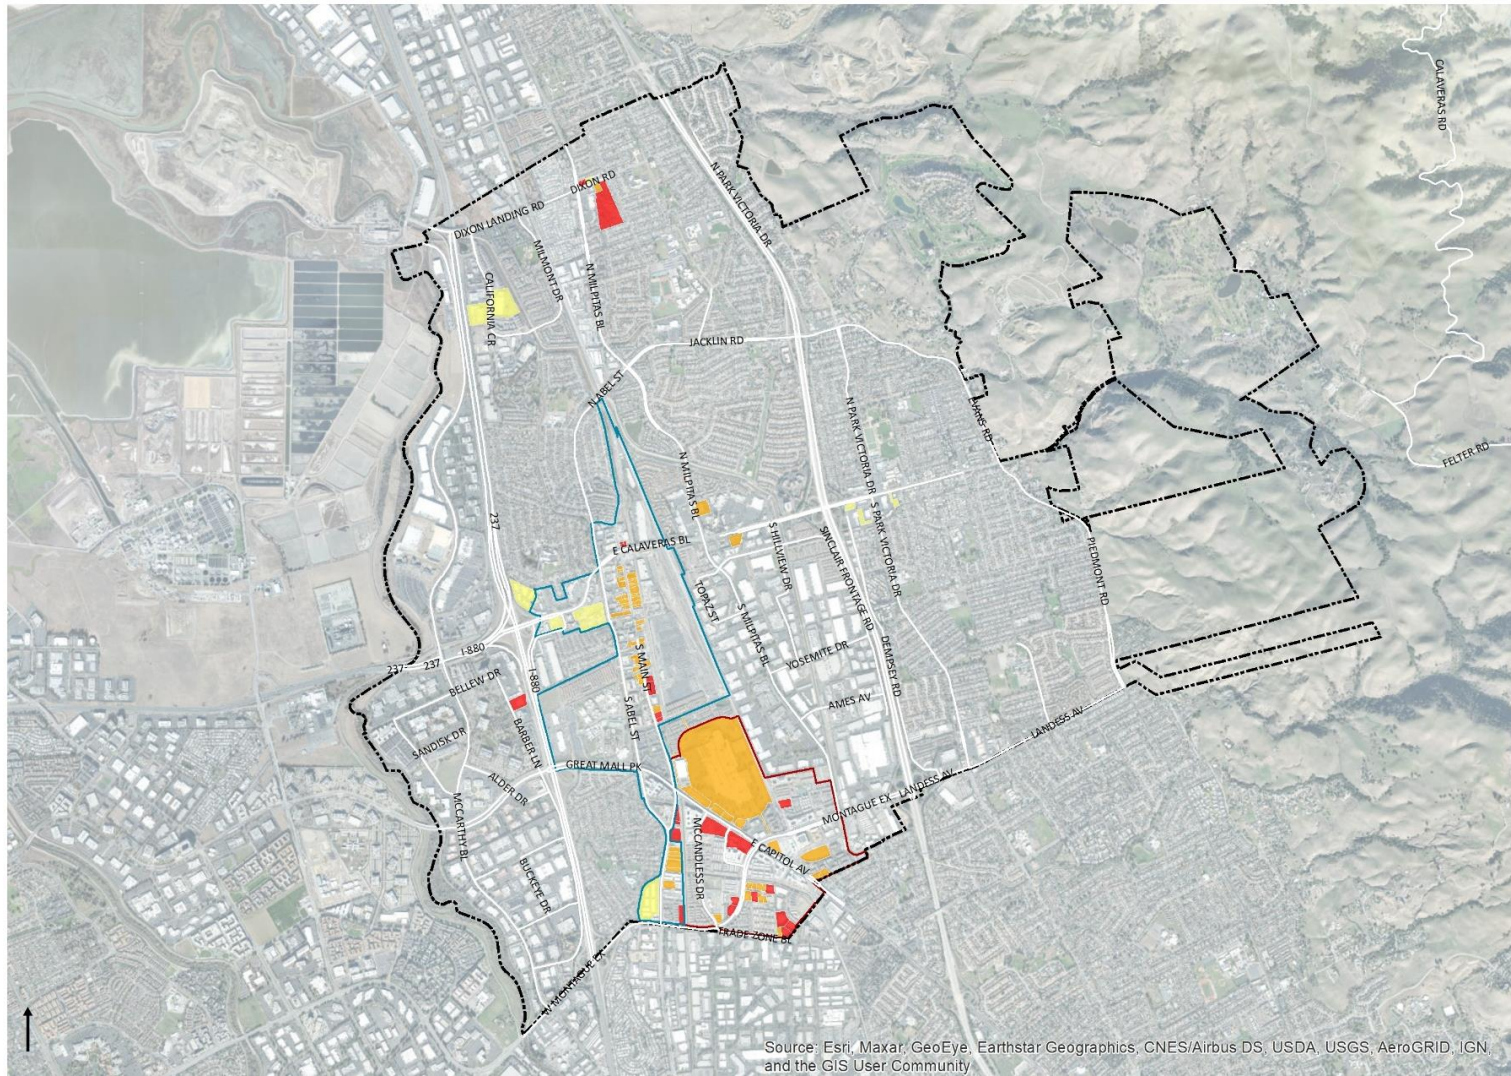 CALAVERAS RD
N PARK VICTORIA DR
DIXON RD
DIXON LANDING RD
MILMONT DR
N MILPITAS BL
CALIFORNIA CR
JACKLIN RD
N ABEL ST
N PARK VICTORIA DR
EVANS RD
FELTER RD
N MILPITAS BL
237
E CALAVERAS BL
S HILLVIEW DR
SINCLAIR FRONTAGE RD
S PARK VICTORIA DR
PIEDMONT RD
TOPAZ ST
S MILPITAS BL
YOSEMITE DR
DEMPSEY RD
237
237
I-880
I-880
BELLEW DR
S MAIN ST
S ABEL ST
AMES AV
BARBER LN
SANDISK DR
LANDESS AV
GREAT MALL PK
ALDER DR
MCCARTHY BL
MONTAGUE EX
LANDESS AV
MCCANDLESS DR
E CAPITOL AV
BUCKEYE DR
TRADE ZONE BL
W MONTAGUE EX
Source: Esri, Maxar, GeoEye, Earthstar Geographics, CNES/Airbus DS, USDA, USGS, AeroGRID, IGN,
and the GIS User Community